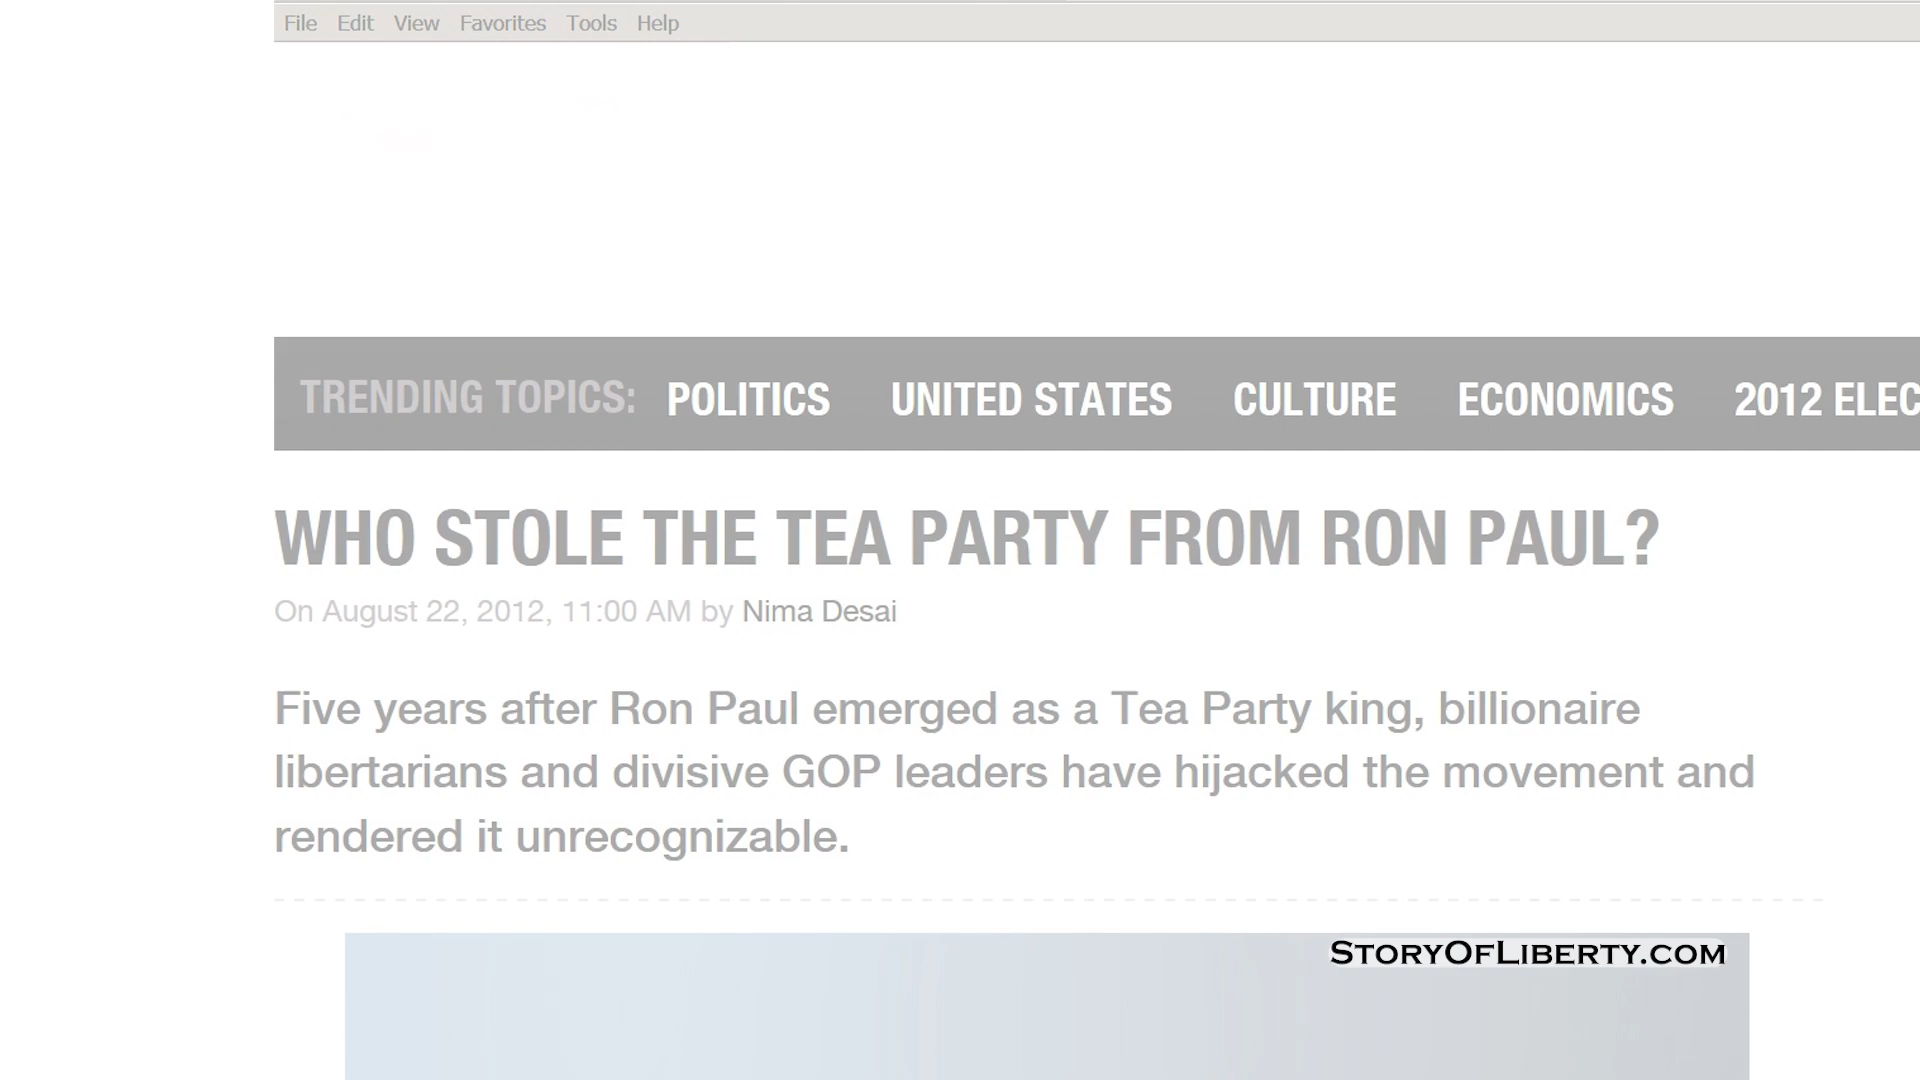 File Edit View Favorites Tools Help
TRENDING TOPICS: POLITICS UNITED STATES CULTURE ECONOMICS 2012 ELEC
WHO STOLE THE TEA PARTY FROM RON PAUL?
On August 22, 2012, 11:00 AM by Nima Desai
Five years after Ron Paul emerged as a Tea Party king, billionaire
libertarians and divisive GOP leaders have hijacked the movement and
rendered it unrecognizable.
STORYOFLIBERTY.COM